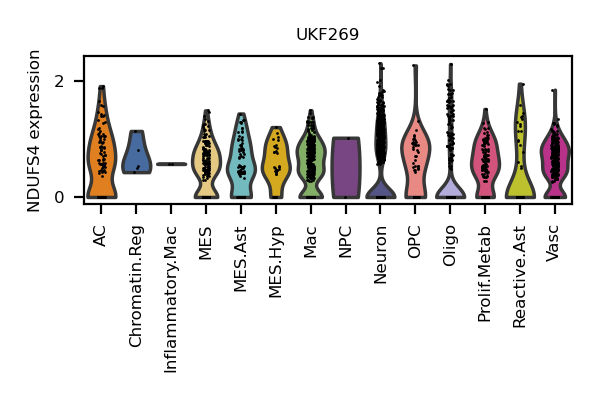 UKF269
NDUFS4 expression
2
0
AC
Chromatin.Reg
Inflammatory.Mac
MES
MES.Ast
MES.Hyp
Mac
NPC
Neuron
OPC
Oligo
Prolif.Metab
Reactive.Ast
Vasc